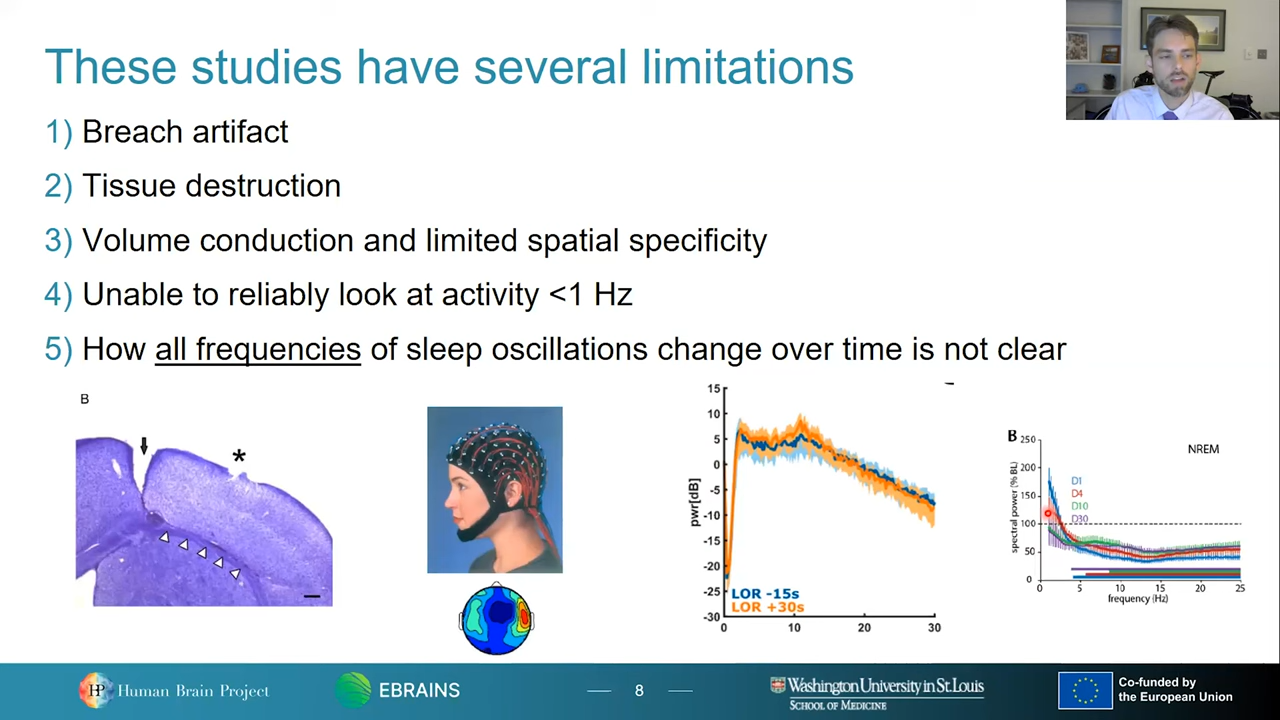 These studies have several limitations
1) Breach artifact
2) Tissue destruction
3) Volume conduction and limited spatial specificity
4) Unable to reliably look at activity <1 Hz
5) How all frequencies of sleep oscillations change over time is not clear
B
*
15
10
5
0
-5
-10
-15
-20
-25
-30
pwr[dB]
LOR -15s
LOR +30s
0
10
20
30
B
NREM
250
200
150
100
50
0
spectral power (% BL)
D1
D4
D10
D30
0
5
10
15
20
25
frequency (Hz)
HP Human Brain Project
EBRAINS
8
Washington University in St. Louis
SCHOOL OF MEDICINE
Co-funded by
the European Union